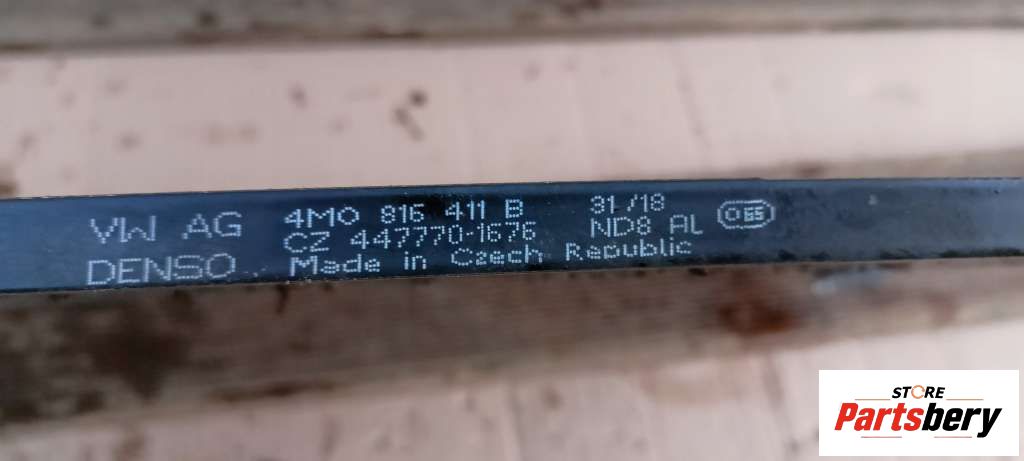 VW AG 4M0 816 411 B 31/18
CZ 447770-1676 ND8 AL
DENSO Made in Czech Republic
STORE
Partsbery